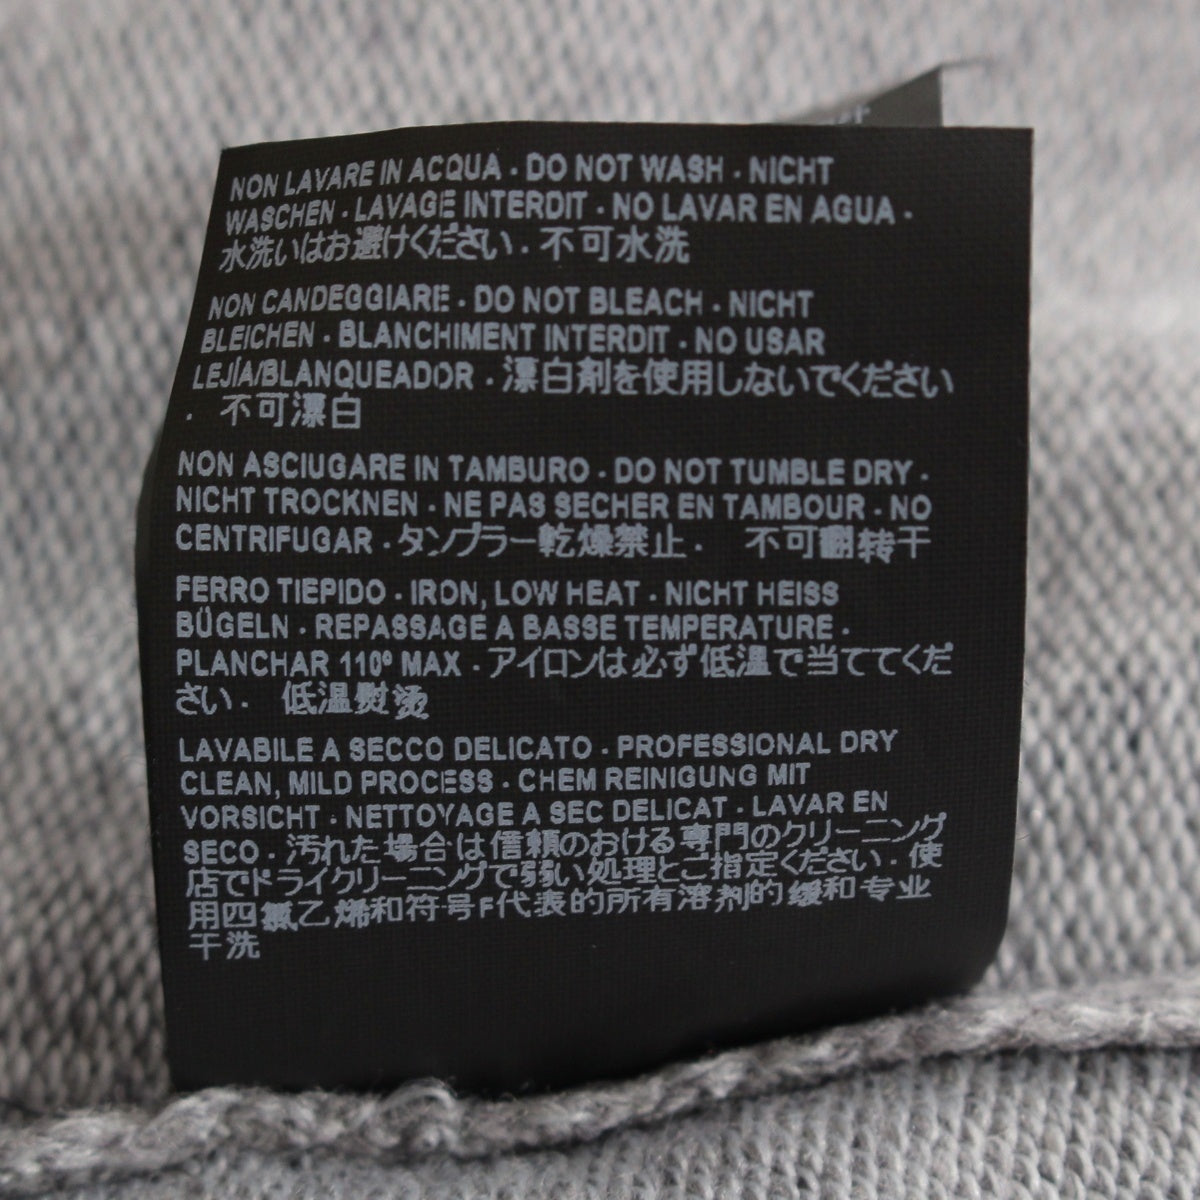 NON LAVARE IN ACQUA · DO NOT WASH · NICHT
WASCHEN · LAVAGE INTERDIT · NO LAVAR EN AGUA ·
水洗いはお避けください · 不可水洗
NON CANDEGGIARE · DO NOT BLEACH · NICHT
BLEICHEN · BLANCHIMENT INTERDIT · NO USAR
LEJÍA/BLANQUEADOR · 漂白剤を使用しないでください
· 不可漂白
NON ASCIUGARE IN TAMBURO · DO NOT TUMBLE DRY ·
NICHT TROCKNEN · NE PAS SECHER EN TAMBOUR · NO
CENTRIFUGAR · タンブラー乾燥禁止 · 不可翻转干
FERRO TIEPIDO · IRON, LOW HEAT · NICHT HEISS
BÜGELN · REPASSAGE A BASSE TEMPERATURE ·
PLANCHAR 110º MAX · アイロンは必ず低温で当ててくだ
さい · 低温熨烫
LAVABILE A SECCO DELICATO · PROFESSIONAL DRY
CLEAN, MILD PROCESS · CHEM REINIGUNG MIT
VORSICHT · NETTOYAGE A SEC DELICAT · LAVAR EN
SECO · 汚れた場合は信頼のおける専門のクリーニング
店でドライクリーニングで弱い処理とご指定ください · 使
用四氯乙烯和符号F代表的所有溶剂的缓和专业
干洗